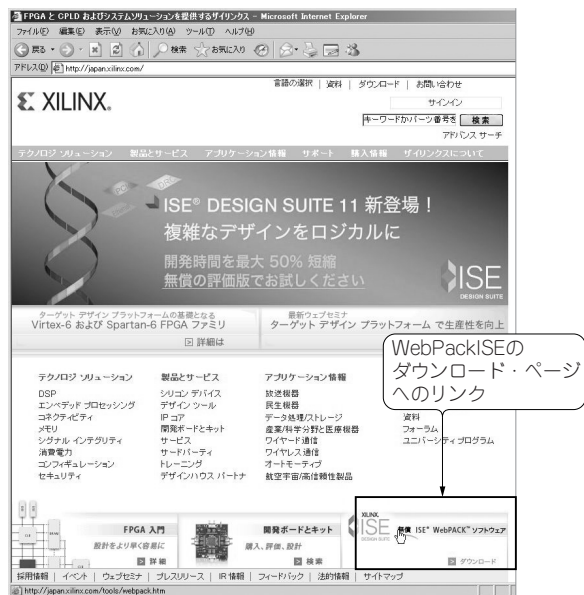 FPGA と CPLD およびシステムソリューションを提供するザイリンクス - Microsoft Internet Explorer
ファイル(F) 編集(E) 表示(V) お気に入り(A) ツール(T) ヘルプ(H)
戻る 検索 お気に入り
アドレス(D) http://japan.xilinx.com/
言語の選択 | 資料 | ダウンロード | お問い合わせ
XILINX.
サインイン
キーワードかパーツ番号を 検索
アドバンス サーチ
テクノロジ ソリューション 製品とサービス アプリケーション情報 サポート 購入情報 ザイリンクスについて
ISE® DESIGN SUITE 11 新登場！
複雑なデザインをロジカルに
開発時間を最大 50% 短縮
無償の評価版でお試しください
ISE
DESIGN SUITE
ターゲット デザイン プラットフォームの基礎となる
Virtex-6 および Spartan-6 FPGA ファミリ
詳細は
最新ウェブセミナ
ターゲット デザイン プラットフォーム で生産性を向上
WebPackISEの
ダウンロード・ページ
へのリンク
テクノロジ ソリューション
DSP
エンベデッド プロセッシング
コネクティビティ
メモリ
シグナル インテグリティ
消費電力
コンフィギュレーション
セキュリティ
製品とサービス
シリコン デバイス
デザイン ツール
IP コア
開発ボードとキット
サービス
サードパーティ
トレーニング
デザインハウス パートナ
アプリケーション情報
放送機器
民生機器
データ処理/ストレージ
産業/科学分野と医療機器
ワイヤード通信
ワイヤレス通信
オートモーティブ
航空宇宙/高信頼性製品
資料
フォーラム
ユニバーシティ プログラム
FPGA 入門
設計をより早く容易に
詳細
開発ボードとキット
購入、評価、設計
検索
XILINX
ISE
DESIGN SUITE
無償 ISE® WebPACK™ ソフトウェア
ダウンロード
採用情報 | イベント | ウェブセミナ | プレスリリース | IR 情報 | フィードバック | 法的情報 | サイトマップ
http://japan.xilinx.com/tools/webpack.htm